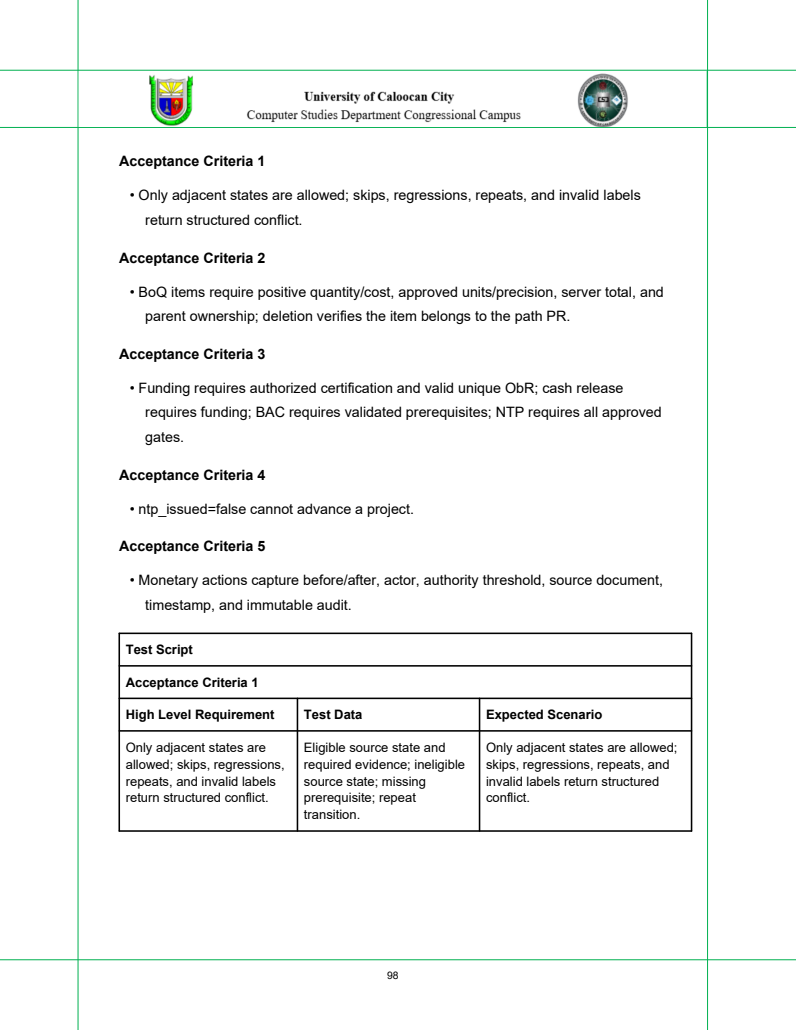 University of Caloocan City
Computer Studies Department Congressional Campus
Acceptance Criteria 1
• Only adjacent states are allowed; skips, regressions, repeats, and invalid labels
return structured conflict.
Acceptance Criteria 2
• BoQ items require positive quantity/cost, approved units/precision, server total, and
parent ownership; deletion verifies the item belongs to the path PR.
Acceptance Criteria 3
• Funding requires authorized certification and valid unique ObR; cash release
requires funding; BAC requires validated prerequisites; NTP requires all approved
gates.
Acceptance Criteria 4
• ntp_issued=false cannot advance a project.
Acceptance Criteria 5
• Monetary actions capture before/after, actor, authority threshold, source document,
timestamp, and immutable audit.
Test Script
Acceptance Criteria 1
High Level Requirement
Test Data
Expected Scenario
Only adjacent states are
allowed; skips, regressions,
repeats, and invalid labels
return structured conflict.
Eligible source state and
required evidence; ineligible
source state; missing
prerequisite; repeat
transition.
Only adjacent states are allowed;
skips, regressions, repeats, and
invalid labels return structured
conflict.
98